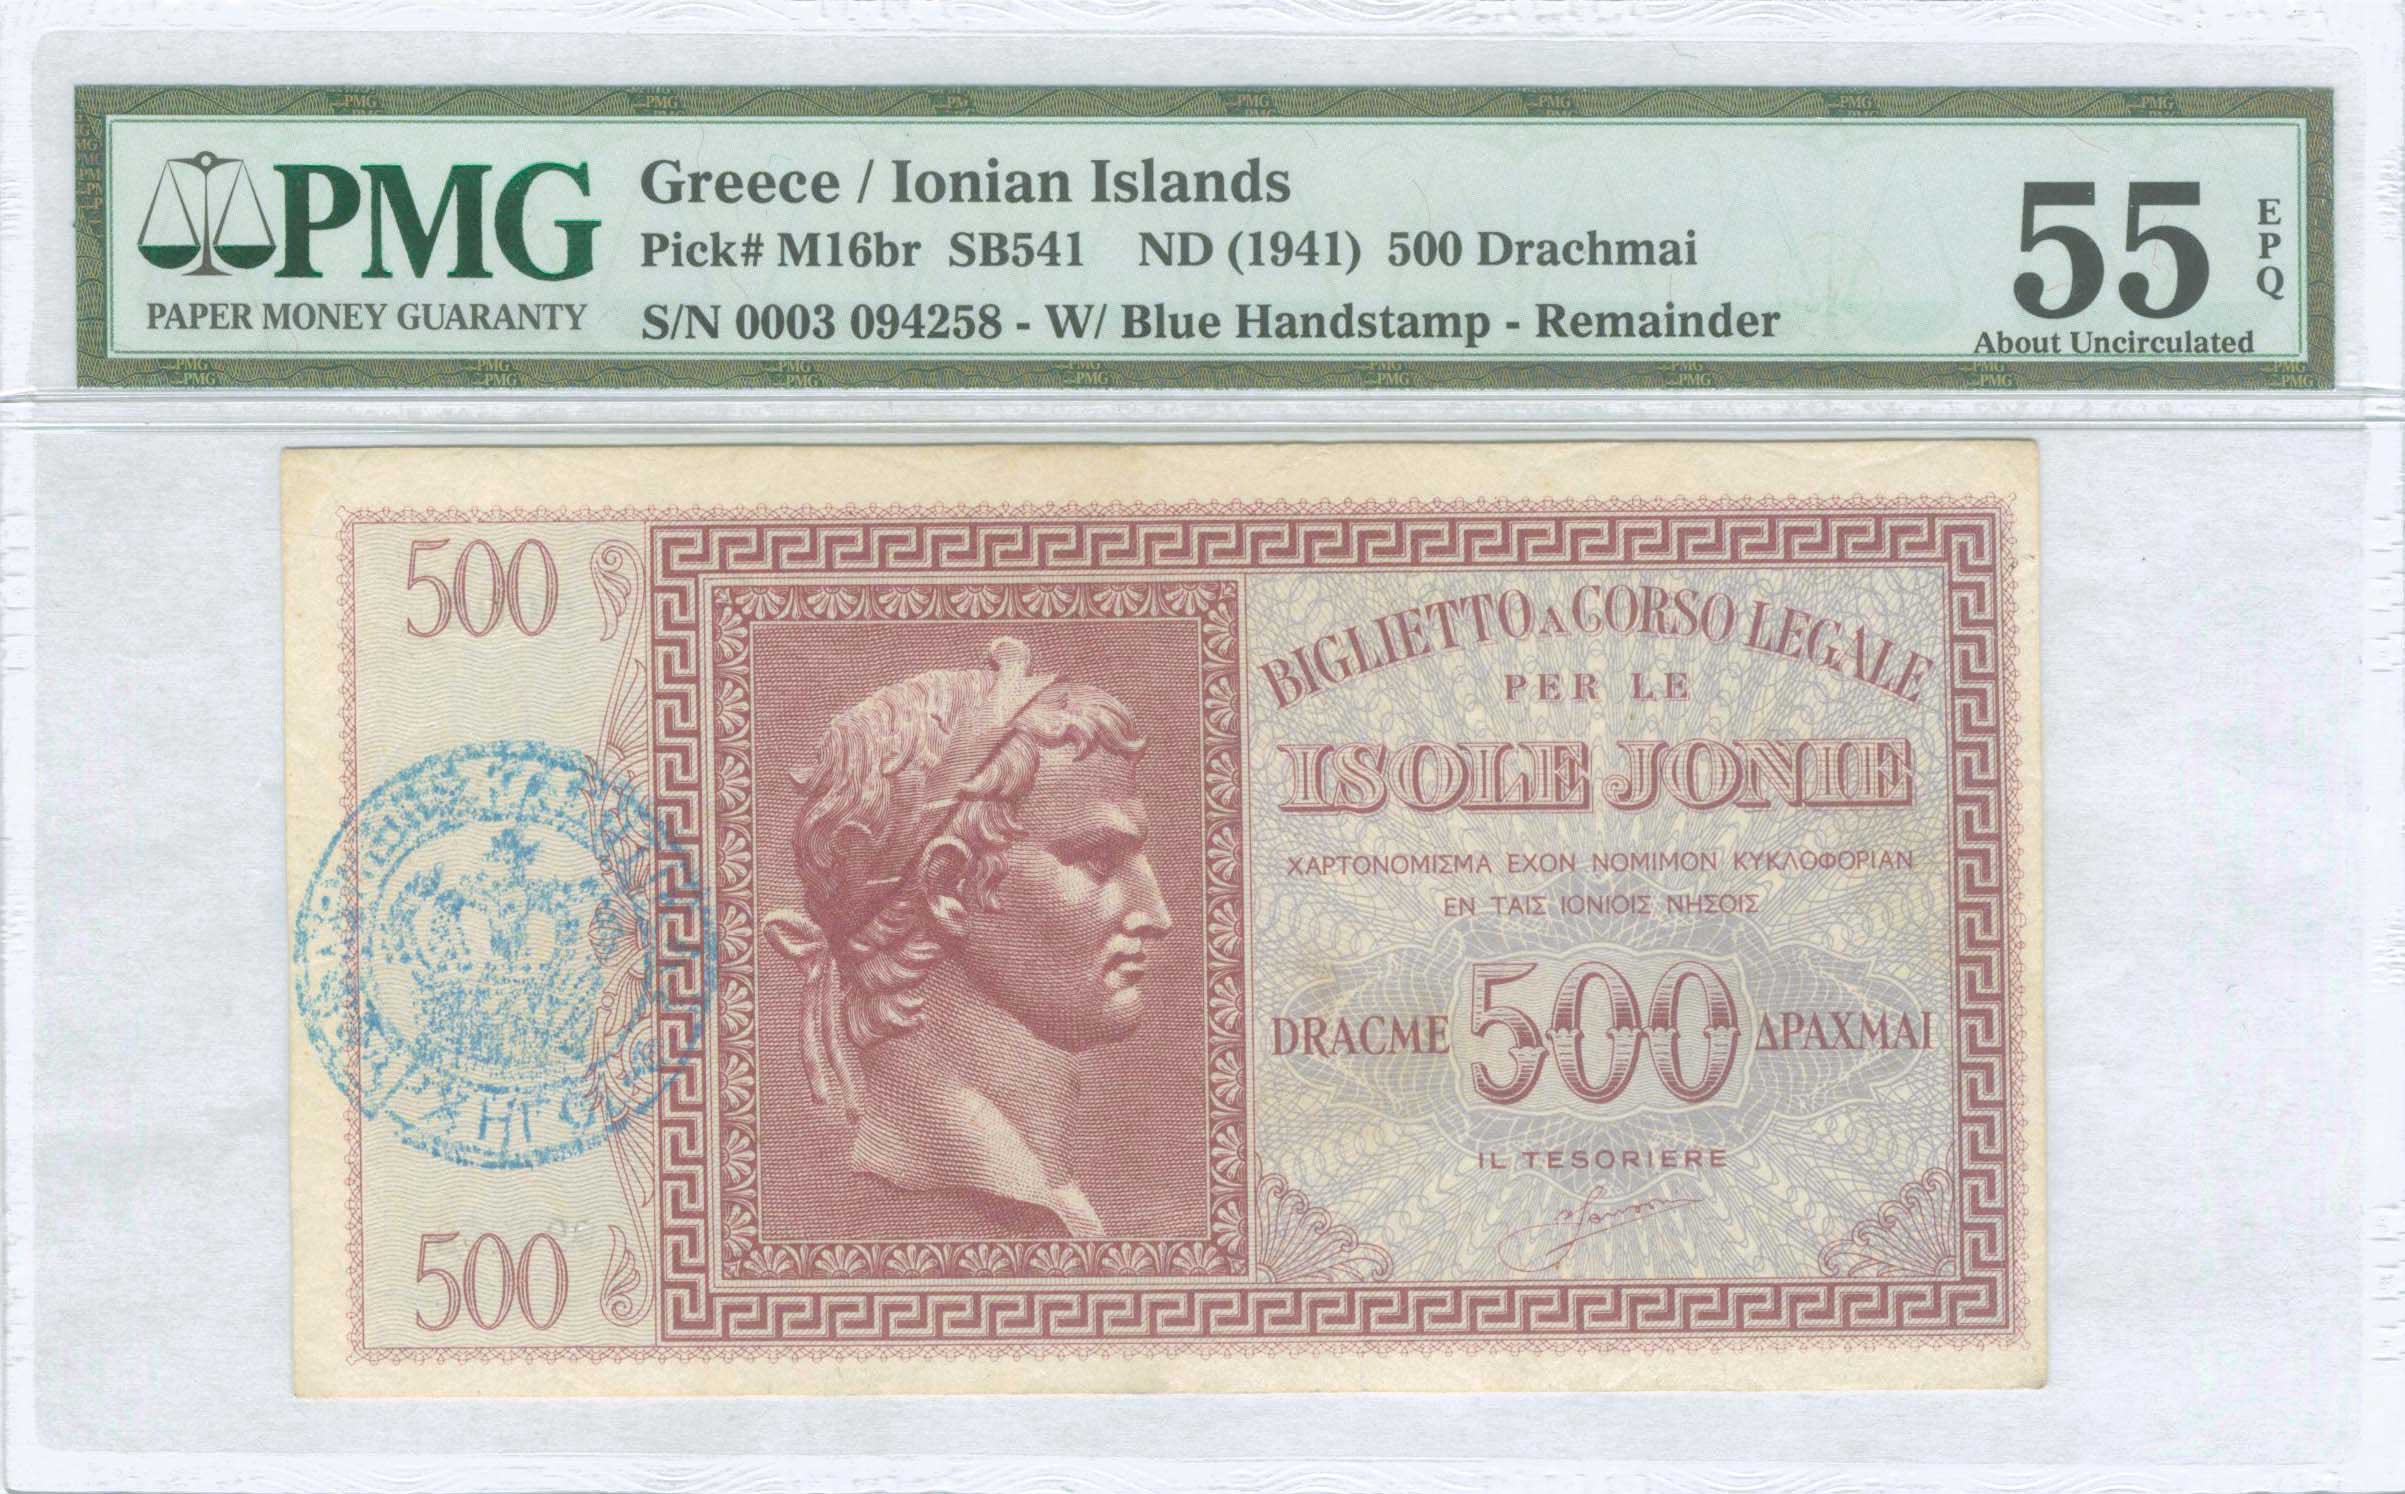 PMG
PAPER MONEY GUARANTY
Greece / Ionian Islands
Pick# M16br SB541 ND (1941) 500 Drachmai
S/N 0003 094258 - W/ Blue Handstamp - Remainder
55
EPQ
About Uncirculated
500
BIGLIETTO A CORSO LEGALE
PER LE
ISOLE JONIE
ΧΑΡΤΟΝΟΜΙΣΜΑ ΕΧΟΝ ΝΟΜΙΜΟΝ ΚΥΚΛΟΦΟΡΙΑΝ
ΕΝ ΤΑΙΣ ΙΟΝΙΟΙΣ ΝΗΣΟΙΣ
DRACME 500 ΔΡΑΧΜΑΙ
IL TESORIERE
500